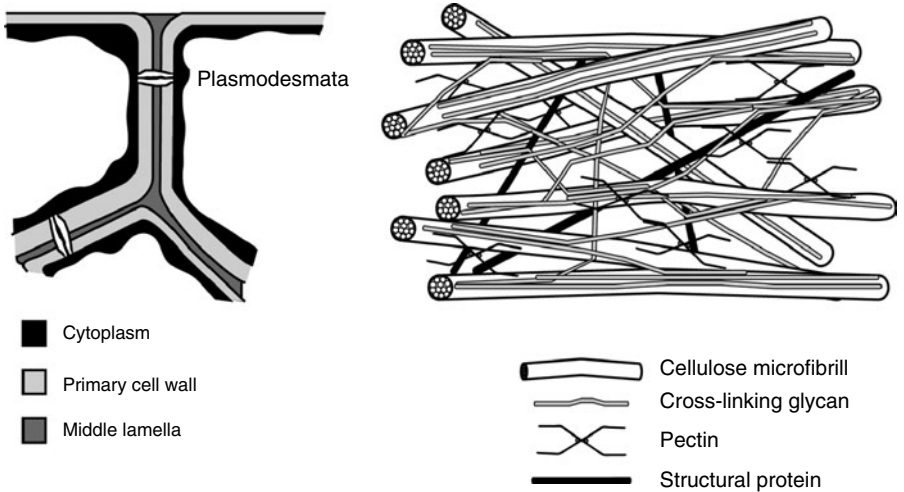 Plasmodesmata
Cytoplasm
Primary cell wall
Middle lamella
Cellulose microfibrill
Cross-linking glycan
Pectin
Structural protein